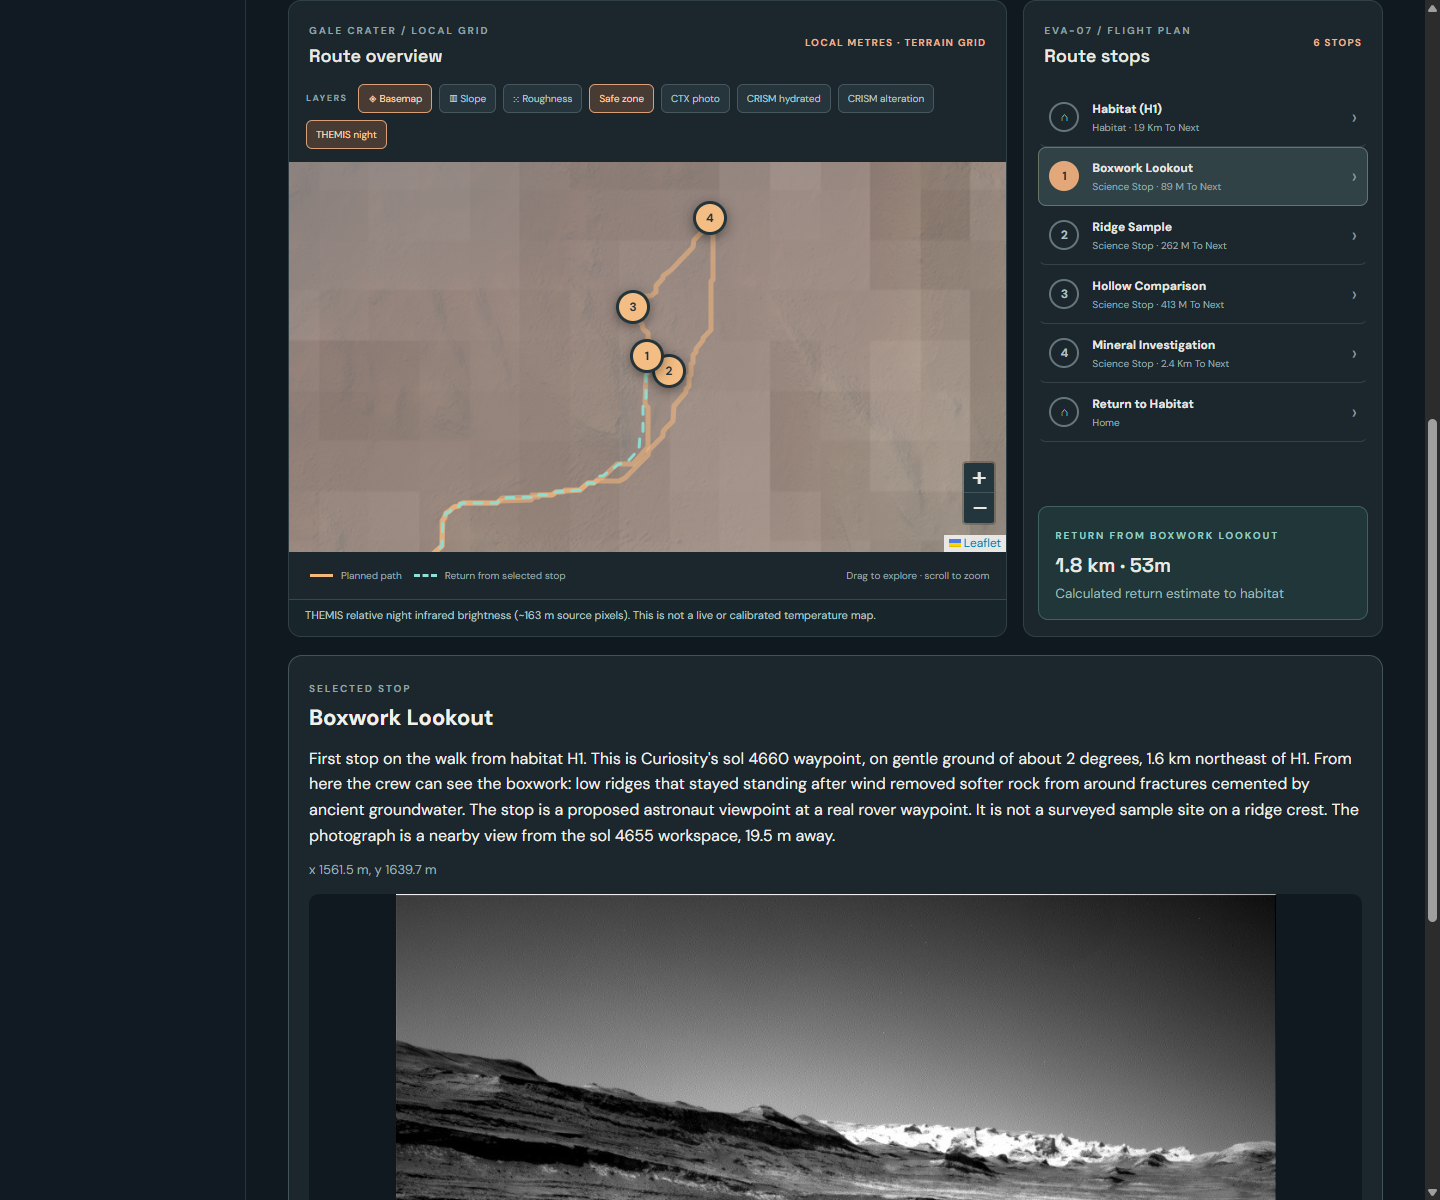 GALE CRATER / LOCAL GRID
Route overview
LOCAL METRES · TERRAIN GRID
LAYERS
Basemap
Slope
Roughness
Safe zone
CTX photo
CRISM hydrated
CRISM alteration
THEMIS night
4
3
1
2
+
−
Leaflet
Planned path
Return from selected stop
Drag to explore · scroll to zoom
THEMIS relative night infrared brightness (~163 m source pixels). This is not a live or calibrated temperature map.
EVA-07 / FLIGHT PLAN
Route stops
6 STOPS
Habitat (H1)
Habitat · 1.9 Km To Next
1
Boxwork Lookout
Science Stop · 89 M To Next
2
Ridge Sample
Science Stop · 262 M To Next
3
Hollow Comparison
Science Stop · 413 M To Next
4
Mineral Investigation
Science Stop · 2.4 Km To Next
Return to Habitat
Home
RETURN FROM BOXWORK LOOKOUT
1.8 km · 53m
Calculated return estimate to habitat
SELECTED STOP
Boxwork Lookout
First stop on the walk from habitat H1. This is Curiosity's sol 4660 waypoint, on gentle ground of about 2 degrees, 1.6 km northeast of H1. From
here the crew can see the boxwork: low ridges that stayed standing after wind removed softer rock from around fractures cemented by
ancient groundwater. The stop is a proposed astronaut viewpoint at a real rover waypoint. It is not a surveyed sample site on a ridge crest. The
photograph is a nearby view from the sol 4655 workspace, 19.5 m away.
x 1561.5 m, y 1639.7 m